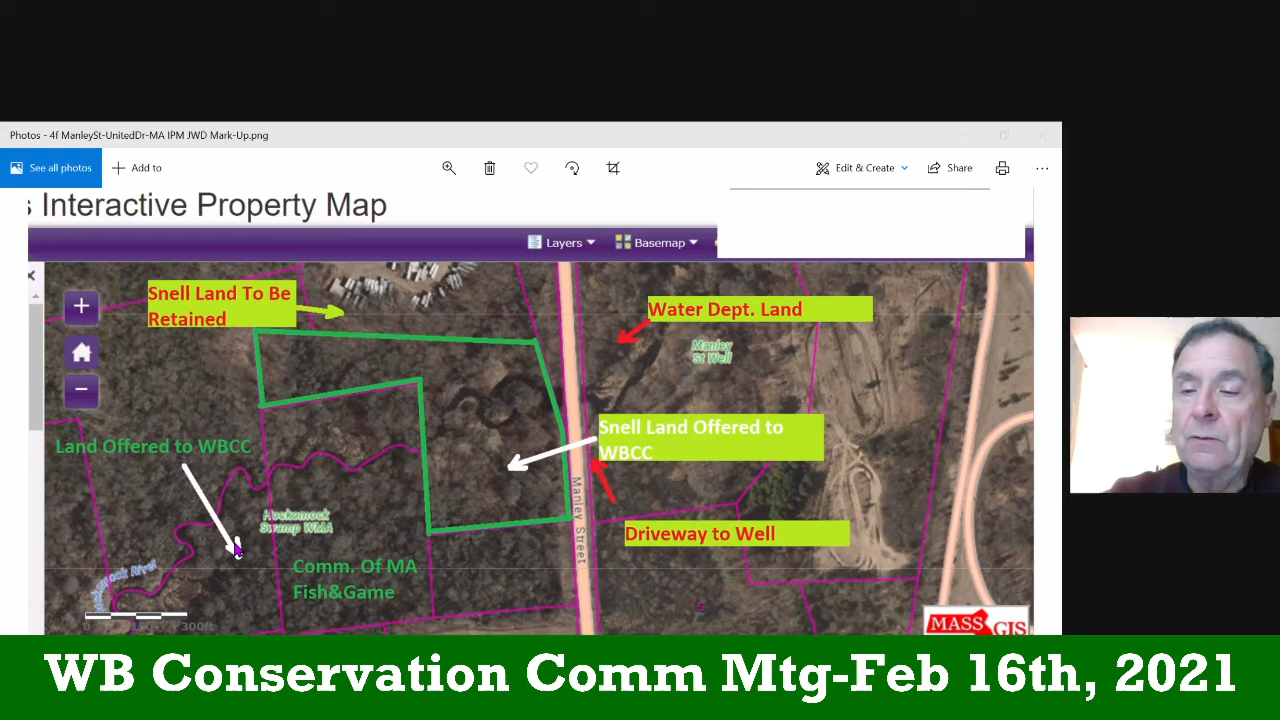 Photos - 4f ManleySt-UnitedDr-MA IPM JWD Mark-Up.png
See all photos
Add to
Edit & Create
Share
Interactive Property Map
Layers
Basemap
Snell Land To Be
Retained
Water Dept. Land
Manley
St Well
Snell Land Offered to
WBCC
Land Offered to WBCC
Manley Street
Hockomock
Swamp WMA
Driveway to Well
Comm. Of MA
Fish&Game
River
300ft
MASS GIS
WB Conservation Comm Mtg-Feb 16th, 2021